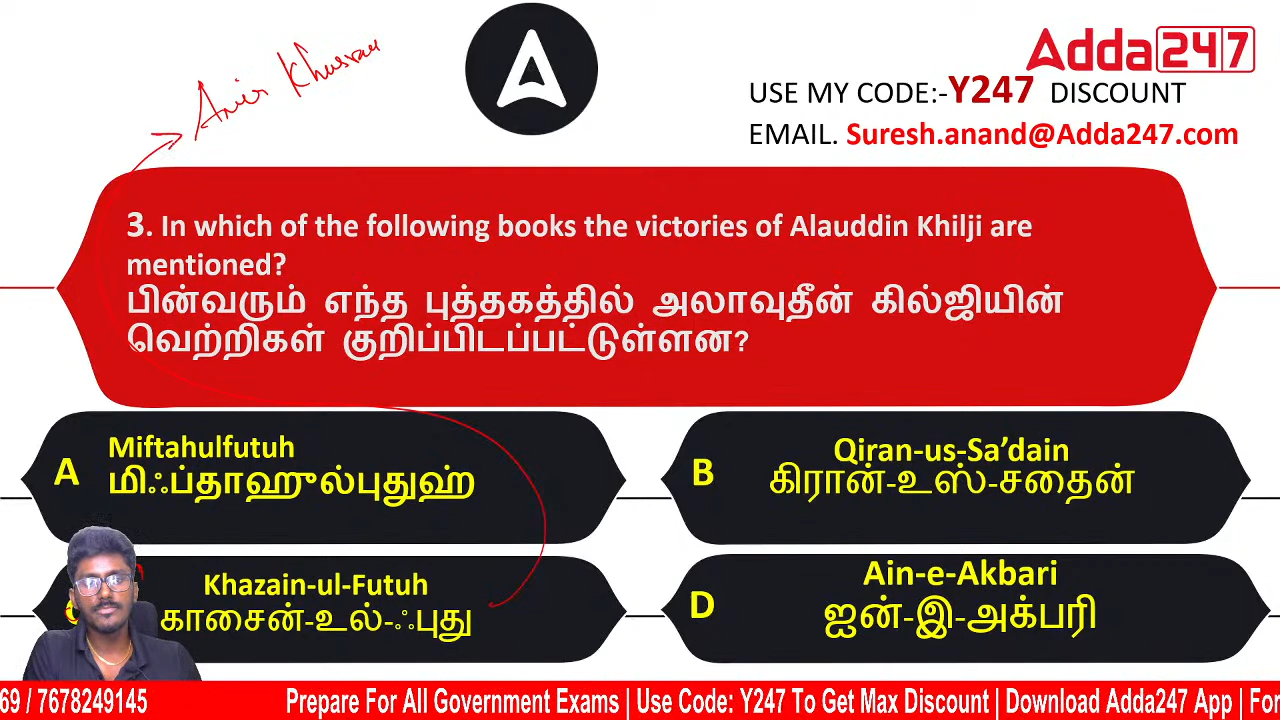 Amir Khusrau
Adda247
USE MY CODE:-Y247 DISCOUNT
EMAIL. Suresh.anand@Adda247.com
3. In which of the following books the victories of Alauddin Khilji are
mentioned?
பின்வரும் எந்த புத்தகத்தில் அலாவுதீன் கில்ஜியின்
வெற்றிகள் குறிப்பிடப்பட்டுள்ளன?
A
Miftahulfutuh
மிஃப்தாஹுல்புதுஹ்
B
Qiran-us-Sa’dain
கிரான்-உஸ்-சதைன்
Khazain-ul-Futuh
காசைன்-உல்-ஃபுது
D
Ain-e-Akbari
ஐன்-இ-அக்பரி
69 / 7678249145 Prepare For All Government Exams | Use Code: Y247 To Get Max Discount | Download Adda247 App | For